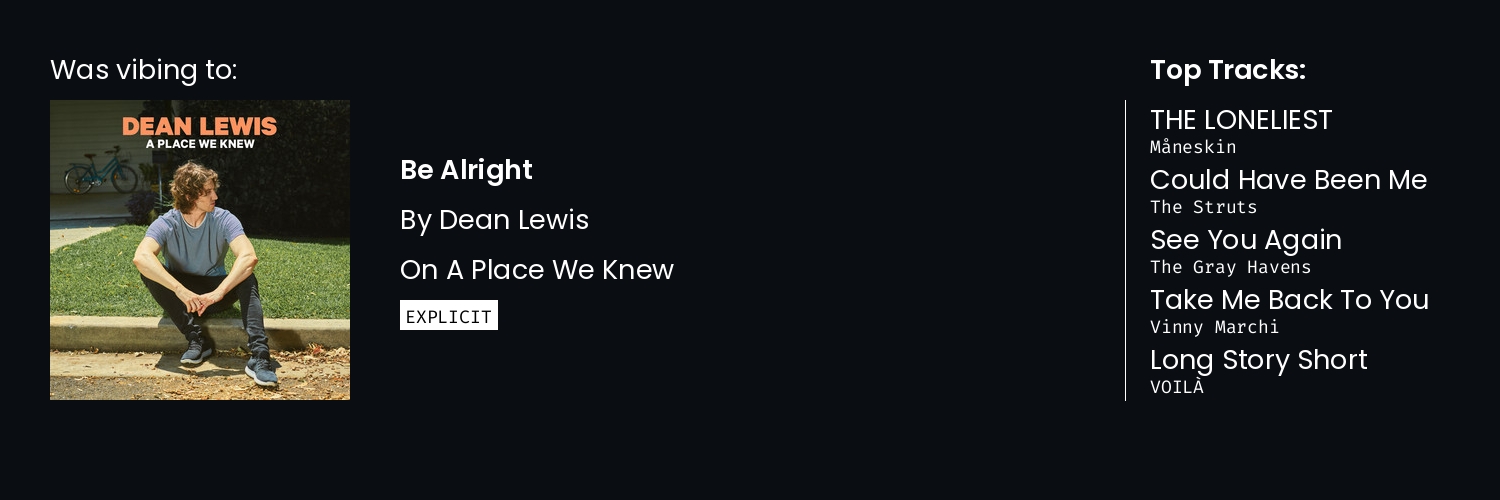 Was vibing to:
DEAN LEWIS
A PLACE WE KNEW
Be Alright
By Dean Lewis
On A Place We Knew
EXPLICIT
Top Tracks:
THE LONELIEST
Måneskin
Could Have Been Me
The Struts
See You Again
The Gray Havens
Take Me Back To You
Vinny Marchi
Long Story Short
VOILÀ